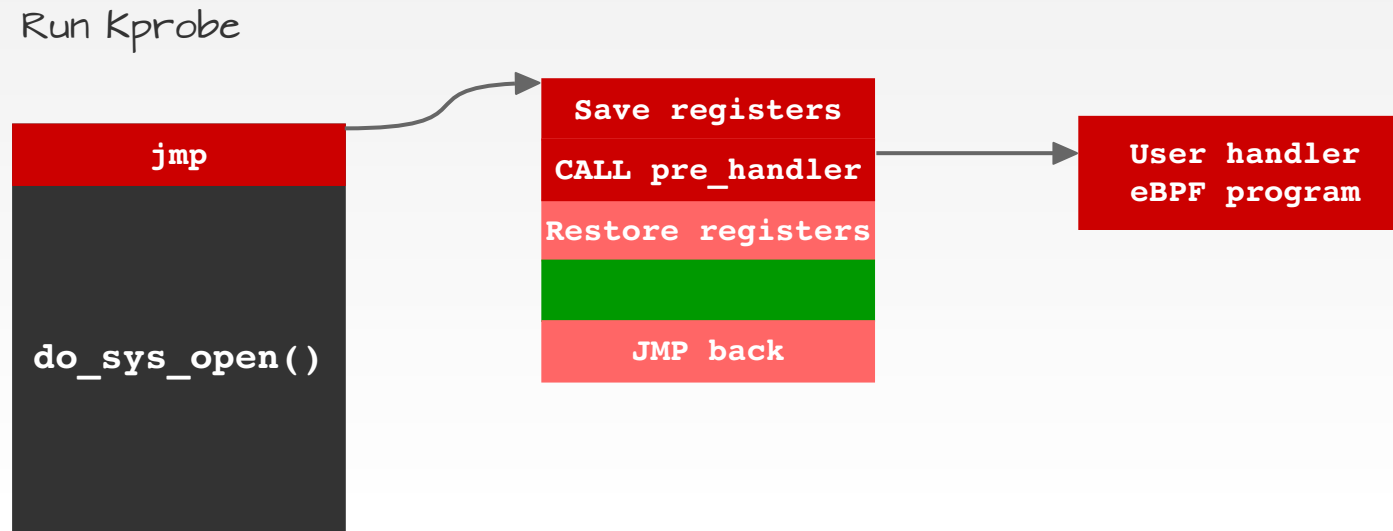 Run Kprobe
jmp
do_sys_open()
Save registers
CALL pre_handler
Restore registers
JMP back
User handler
eBPF program